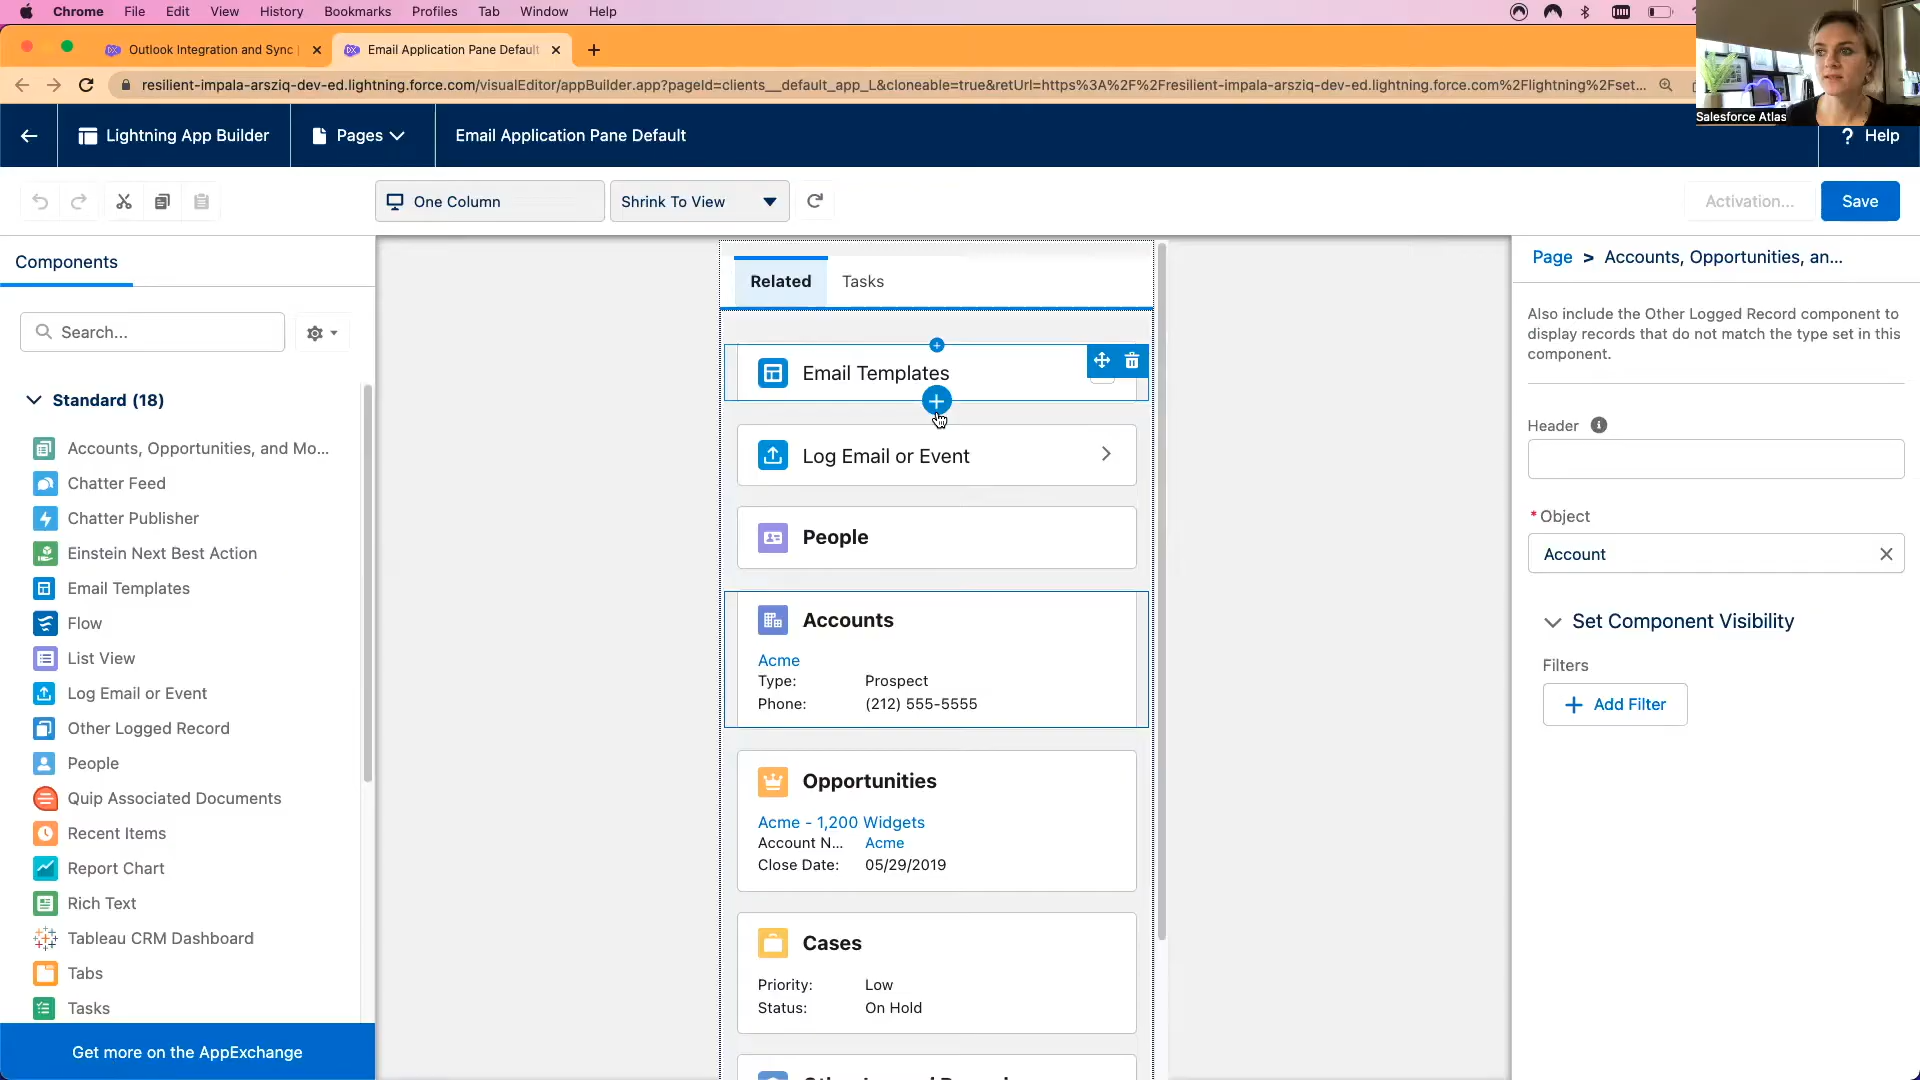 Chrome File Edit View History Bookmarks Profiles Tab Window Help
Outlook Integration and Sync
Email Application Pane Default
resilient-impala-arsziq-dev-ed.lightning.force.com/visualEditor/appBuilder.app?pageId=clients__default_app_L&cloneable=true&retUrl=https%3A%2F%2Fresilient-impala-arsziq-dev-ed.lightning.force.com%2Flightning%2Fset...
Salesforce Atlas
Lightning App Builder
Pages
Email Application Pane Default
? Help
One Column
Shrink To View
Activation...
Save
Components
Search...
Standard (18)
Accounts, Opportunities, and Mo...
Chatter Feed
Chatter Publisher
Einstein Next Best Action
Email Templates
Flow
List View
Log Email or Event
Other Logged Record
People
Quip Associated Documents
Recent Items
Report Chart
Rich Text
Tableau CRM Dashboard
Tabs
Tasks
Get more on the AppExchange
Related Tasks
Email Templates
Log Email or Event
People
Accounts
Acme
Type: Prospect
Phone: (212) 555-5555
Opportunities
Acme - 1,200 Widgets
Account N... Acme
Close Date: 05/29/2019
Cases
Priority: Low
Status: On Hold
Page > Accounts, Opportunities, an...
Also include the Other Logged Record component to
display records that do not match the type set in this
component.
Header
* Object
Account
Set Component Visibility
Filters
+ Add Filter